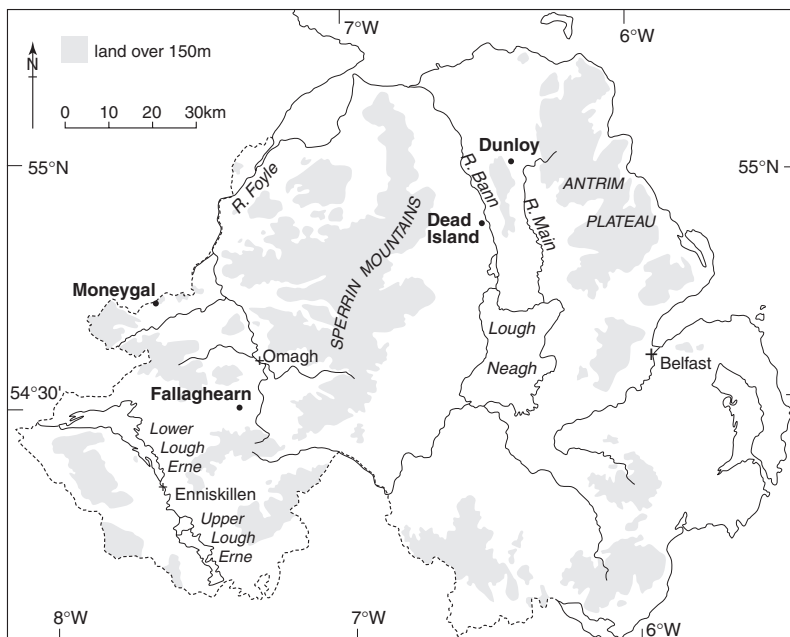 7°W
6°W
land over 150m
N
0 10 20 30km
Dunloy
55°N
55°N
R. Foyle
R. Bann
ANTRIM
R. Main
PLATEAU
Dead
Island
SPERRIN MOUNTAINS
Moneygal
Lough
Neagh
Omagh
Belfast
54°30'
Fallaghearn
Lower
Lough
Erne
Enniskillen
Upper
Lough
Erne
8°W
7°W
6°W